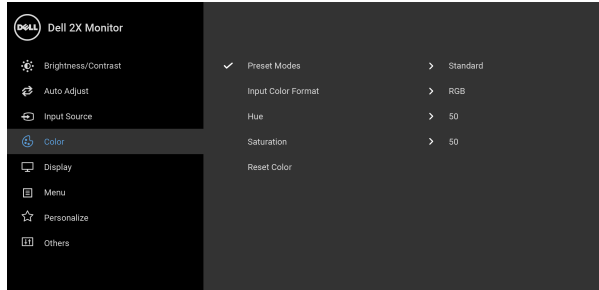 DELL Dell 2X Monitor
Brightness/Contrast
Auto Adjust
Input Source
Color
Display
Menu
Personalize
Others
Preset Modes Standard
Input Color Format RGB
Hue 50
Saturation 50
Reset Color